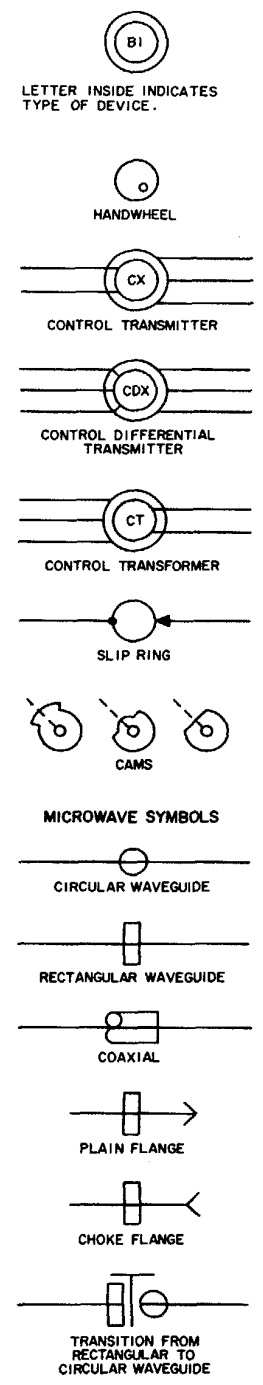 BI
LETTER INSIDE INDICATES
TYPE OF DEVICE.
HANDWHEEL
CX
CONTROL TRANSMITTER
CDX
CONTROL DIFFERENTIAL
TRANSMITTER
CT
CONTROL TRANSFORMER
SLIP RING
CAMS
MICROWAVE SYMBOLS
CIRCULAR WAVEGUIDE
RECTANGULAR WAVEGUIDE
COAXIAL
PLAIN FLANGE
CHOKE FLANGE
TRANSITION FROM
RECTANGULAR TO
CIRCULAR WAVEGUIDE